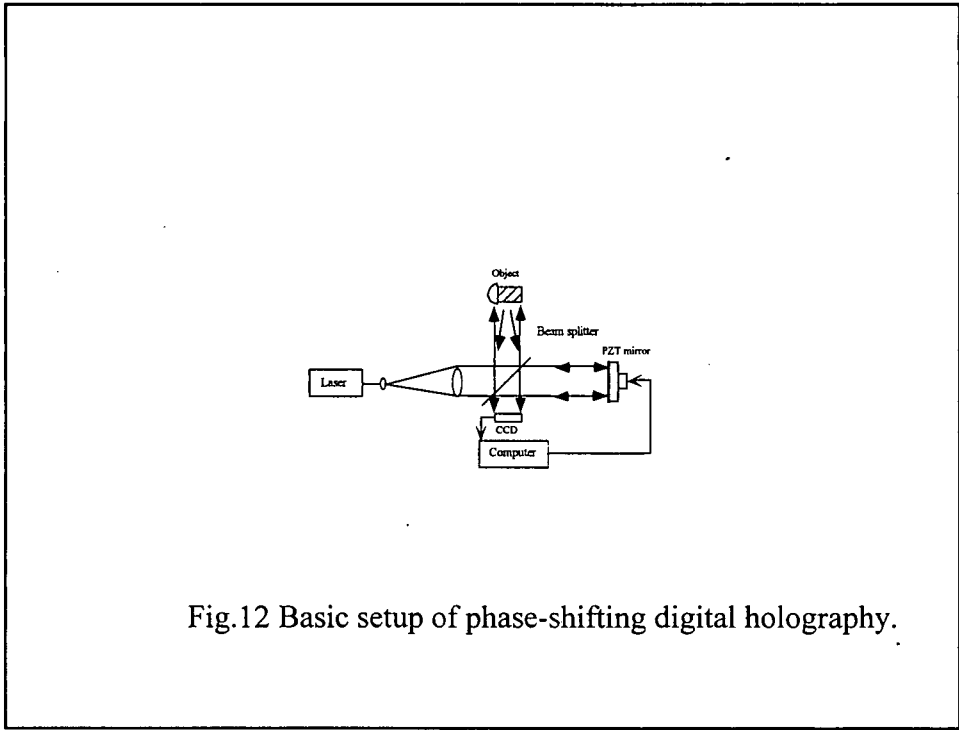 Object
Beam splitter
PZT mirror
Laser
CCD
Computer
Fig.12 Basic setup of phase-shifting digital holography.